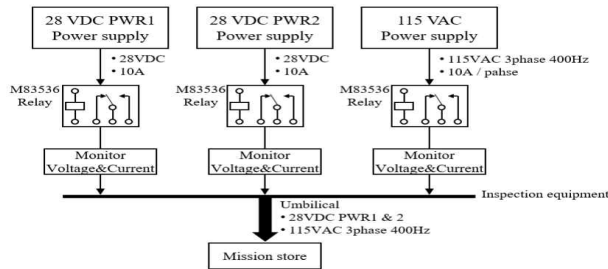 28 VDC PWR1
Power supply
28 VDC PWR2
Power supply
115 VAC
Power supply
• 28VDC
• 10A
• 28VDC
• 10A
• 115VAC 3phase 400Hz
• 10A / pahse
M83536
Relay
M83536
Relay
M83536
Relay
Monitor
Voltage&Current
Monitor
Voltage&Current
Monitor
Voltage&Current
Inspection equipment
Umbilical
• 28VDC PWR1 & 2
• 115VAC 3phase 400Hz
Mission store